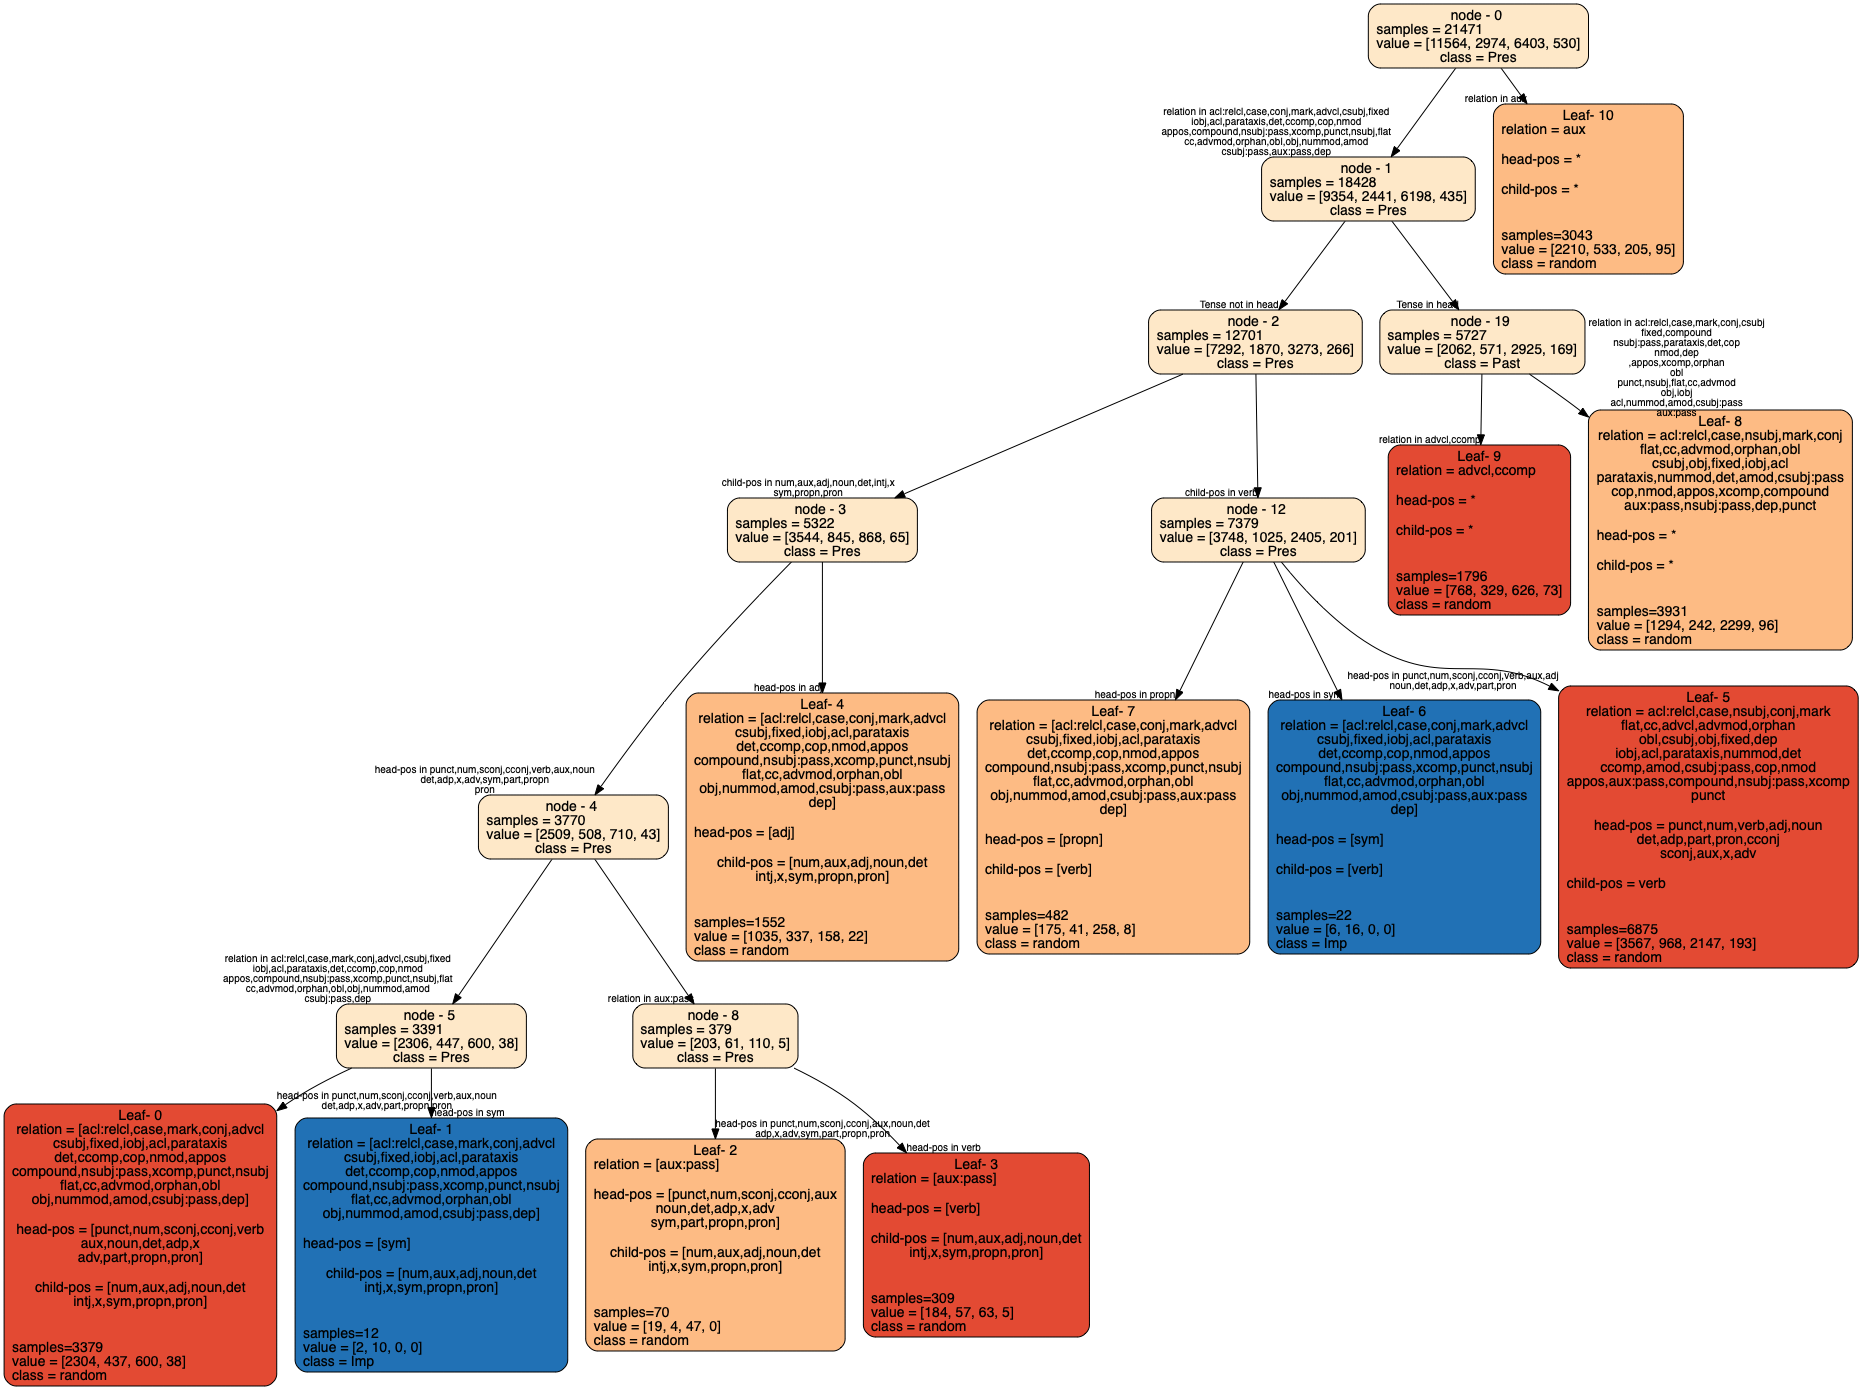 node - 0
samples = 21471
value = [11564, 2974, 6403, 530]
class = Pres
relation in acl:relcl,case,conj,mark,advcl,csubj,fixed
iobj,acl,parataxis,det,ccomp,cop,nmod
appos,compound,nsubj:pass,xcomp,punct,nsubj,flat
cc,advmod,orphan,obl,obj,nummod,amod
csubj:pass,aux:pass,dep
relation in aux
Leaf- 10
relation = aux
head-pos = *
child-pos = *
samples=3043
value = [2210, 533, 205, 95]
class = random
node - 1
samples = 18428
value = [9354, 2441, 6198, 435]
class = Pres
Tense not in head
node - 2
samples = 12701
value = [7292, 1870, 3273, 266]
class = Pres
Tense in head
node - 19
samples = 5727
value = [2062, 571, 2925, 169]
class = Past
relation in acl:relcl,case,mark,conj,csubj
fixed,compound
nsubj:pass,parataxis,det,cop
nmod,dep
,appos,xcomp,orphan
obl
punct,nsubj,flat,cc,advmod
obj,iobj
acl,nummod,amod,csubj:pass
aux:pass
relation in advcl,ccomp
Leaf- 9
relation = advcl,ccomp
head-pos = *
child-pos = *
samples=1796
value = [768, 329, 626, 73]
class = random
Leaf- 8
relation = acl:relcl,case,nsubj,mark,conj
flat,cc,advmod,orphan,obl
csubj,obj,fixed,iobj,acl
parataxis,nummod,det,amod,csubj:pass
cop,nmod,appos,xcomp,compound
aux:pass,nsubj:pass,dep,punct
head-pos = *
child-pos = *
samples=3931
value = [1294, 242, 2299, 96]
class = random
child-pos in num,aux,adj,noun,det,intj,x
sym,propn,pron
node - 3
samples = 5322
value = [3544, 845, 868, 65]
class = Pres
child-pos in verb
node - 12
samples = 7379
value = [3748, 1025, 2405, 201]
class = Pres
head-pos in adj
Leaf- 4
relation = [acl:relcl,case,conj,mark,advcl
csubj,fixed,iobj,acl,parataxis
det,ccomp,cop,nmod,appos
compound,nsubj:pass,xcomp,punct,nsubj
flat,cc,advmod,orphan,obl
obj,nummod,amod,csubj:pass,aux:pass
dep]
head-pos = [adj]
child-pos = [num,aux,adj,noun,det
intj,x,sym,propn,pron]
samples=1552
value = [1035, 337, 158, 22]
class = random
head-pos in propn
Leaf- 7
relation = [acl:relcl,case,conj,mark,advcl
csubj,fixed,iobj,acl,parataxis
det,ccomp,cop,nmod,appos
compound,nsubj:pass,xcomp,punct,nsubj
flat,cc,advmod,orphan,obl
obj,nummod,amod,csubj:pass,aux:pass
dep]
head-pos = [propn]
child-pos = [verb]
samples=482
value = [175, 41, 258, 8]
class = random
head-pos in sym
Leaf- 6
relation = [acl:relcl,case,conj,mark,advcl
csubj,fixed,iobj,acl,parataxis
det,ccomp,cop,nmod,appos
compound,nsubj:pass,xcomp,punct,nsubj
flat,cc,advmod,orphan,obl
obj,nummod,amod,csubj:pass,aux:pass
dep]
head-pos = [sym]
child-pos = [verb]
samples=22
value = [6, 16, 0, 0]
class = Imp
head-pos in punct,num,sconj,cconj,verb,aux,adj
noun,det,adp,x,adv,part,pron
Leaf- 5
relation = acl:relcl,case,nsubj,conj,mark
flat,cc,advcl,advmod,orphan
obl,csubj,obj,fixed,dep
iobj,acl,parataxis,nummod,det
ccomp,amod,csubj:pass,cop,nmod
appos,aux:pass,compound,nsubj:pass,xcomp
punct
head-pos = punct,num,verb,adj,noun
det,adp,part,pron,cconj
sconj,aux,x,adv
child-pos = verb
samples=6875
value = [3567, 968, 2147, 193]
class = random
head-pos in punct,num,sconj,cconj,verb,aux,noun
det,adp,x,adv,sym,part,propn
pron
node - 4
samples = 3770
value = [2509, 508, 710, 43]
class = Pres
relation in acl:relcl,case,mark,conj,advcl,csubj,fixed
iobj,acl,parataxis,det,ccomp,cop,nmod
appos,compound,nsubj:pass,xcomp,punct,nsubj,flat
cc,advmod,orphan,obl,obj,nummod,amod
csubj:pass,dep
node - 5
samples = 3391
value = [2306, 447, 600, 38]
class = Pres
relation in aux:pass
node - 8
samples = 379
value = [203, 61, 110, 5]
class = Pres
head-pos in punct,num,sconj,cconj,verb,aux,noun
det,adp,x,adv,part,propn,pron
Leaf- 0
relation = [acl:relcl,case,mark,conj,advcl
csubj,fixed,iobj,acl,parataxis
det,ccomp,cop,nmod,appos
compound,nsubj:pass,xcomp,punct,nsubj
flat,cc,advmod,orphan,obl
obj,nummod,amod,csubj:pass,dep]
head-pos = [punct,num,sconj,cconj,verb
aux,noun,det,adp,x
adv,part,propn,pron]
child-pos = [num,aux,adj,noun,det
intj,x,sym,propn,pron]
samples=3379
value = [2304, 437, 600, 38]
class = random
head-pos in sym
Leaf- 1
relation = [acl:relcl,case,mark,conj,advcl
csubj,fixed,iobj,acl,parataxis
det,ccomp,cop,nmod,appos
compound,nsubj:pass,xcomp,punct,nsubj
flat,cc,advmod,orphan,obl
obj,nummod,amod,csubj:pass,dep]
head-pos = [sym]
child-pos = [num,aux,adj,noun,det
intj,x,sym,propn,pron]
samples=12
value = [2, 10, 0, 0]
class = Imp
head-pos in punct,num,sconj,cconj,aux,noun,det
adp,x,adv,sym,part,propn,pron
Leaf- 2
relation = [aux:pass]
head-pos = [punct,num,sconj,cconj,aux
noun,det,adp,x,adv
sym,part,propn,pron]
child-pos = [num,aux,adj,noun,det
intj,x,sym,propn,pron]
samples=70
value = [19, 4, 47, 0]
class = random
head-pos in verb
Leaf- 3
relation = [aux:pass]
head-pos = [verb]
child-pos = [num,aux,adj,noun,det
intj,x,sym,propn,pron]
samples=309
value = [184, 57, 63, 5]
class = random